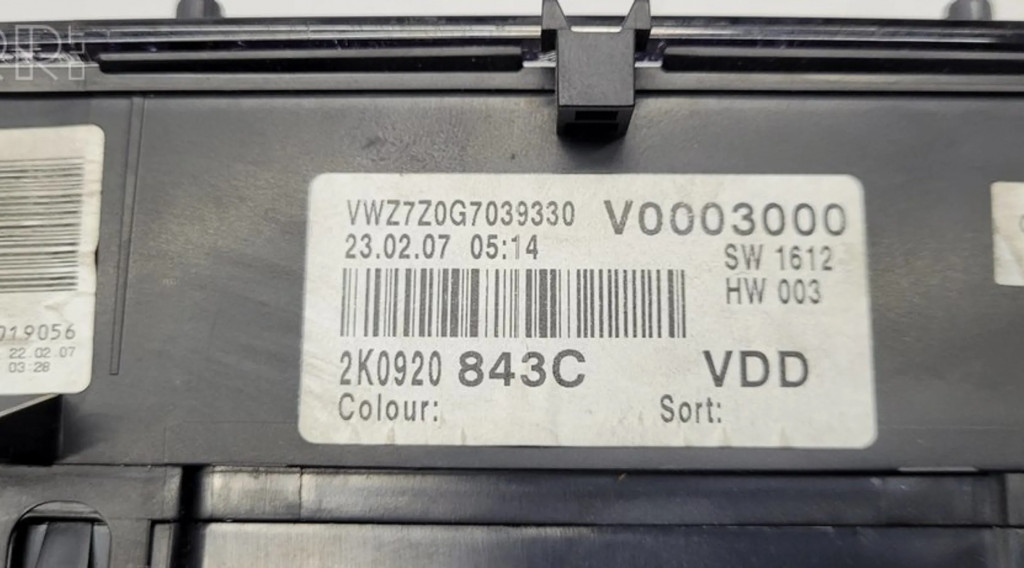 VWZ7Z0G7039330 V0003000
23.02.07 05:14 SW 1612
HW 003
2K0920 843C VDD
Colour: Sort:
019056
22.02.07
03:28